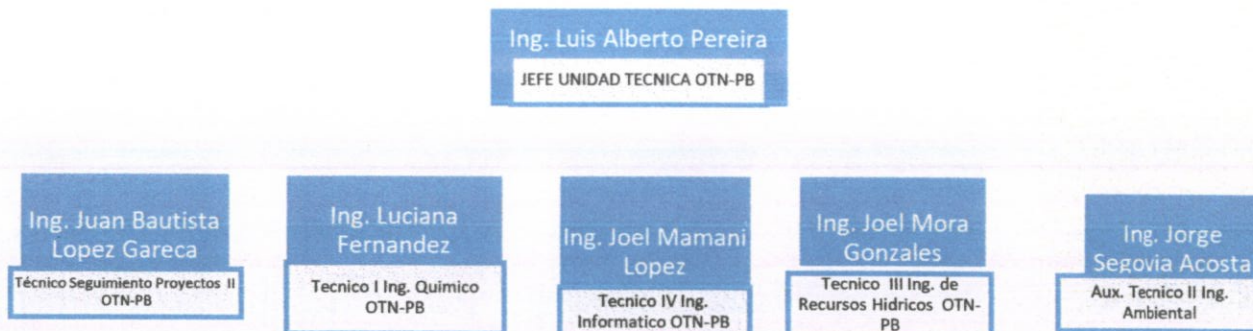 Ing. Luis Alberto Pereira
JEFE UNIDAD TECNICA OTN-PB
Ing. Juan Bautista
Lopez Gareca
Técnico Seguimiento Proyectos II
OTN-PB
Ing. Luciana
Fernandez
Tecnico I Ing. Quimico
OTN-PB
Ing. Joel Mamani
Lopez
Tecnico IV Ing.
Informatico OTN-PB
Ing. Joel Mora
Gonzales
Tecnico III Ing. de
Recursos Hidricos OTN-
PB
Ing. Jorge
Segovia Acosta
Aux. Tecnico II Ing.
Ambiental